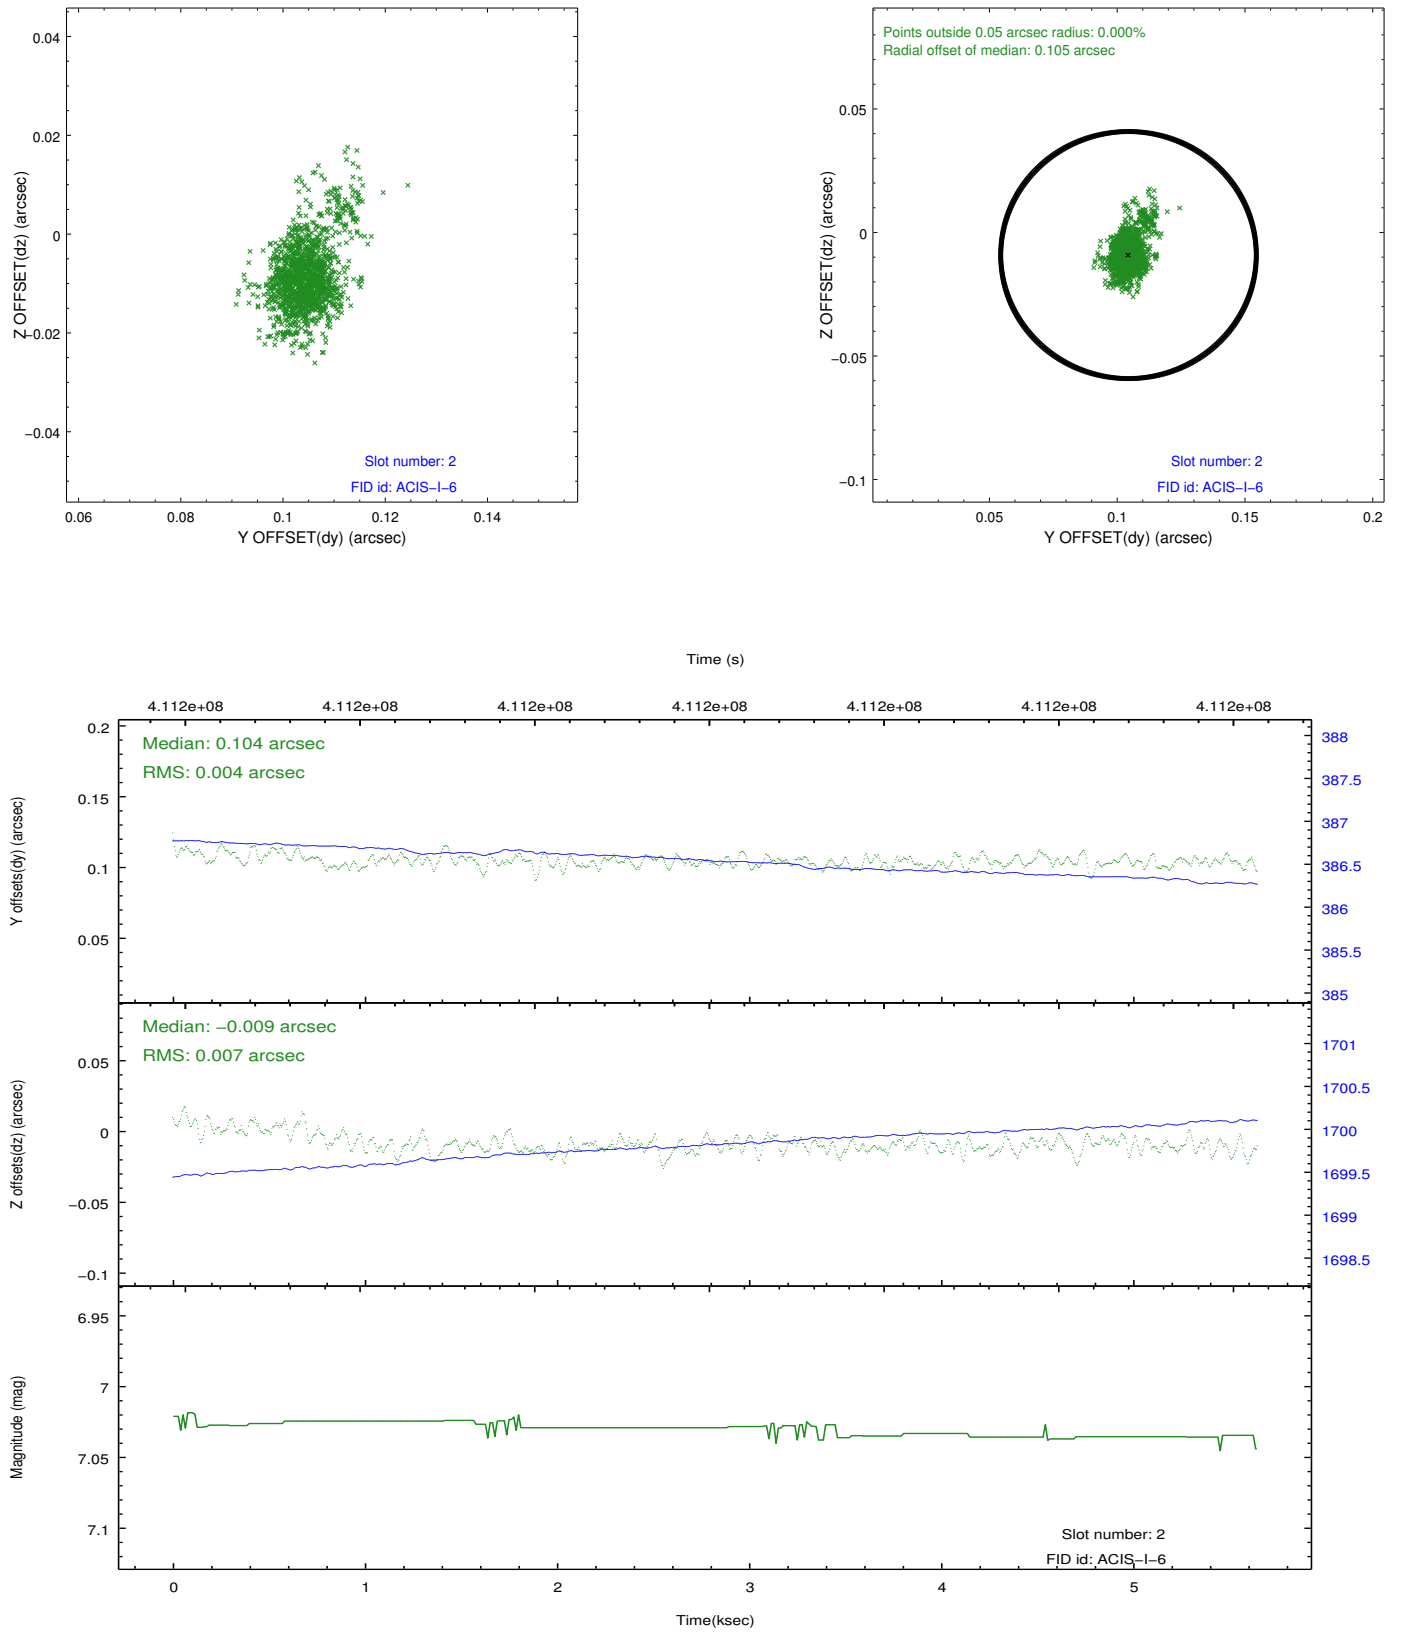 0.04
0.02
0
−0.02
−0.04
Z OFFSET(dz) (arcsec)
Slot number: 2
FID id: ACIS−I−6
0.06 0.08 0.1 0.12 0.14
Y OFFSET(dy) (arcsec)
Points outside 0.05 arcsec radius: 0.000%
Radial offset of median: 0.105 arcsec
0.05
0
−0.05
−0.1
Z OFFSET(dz) (arcsec)
Slot number: 2
FID id: ACIS−I−6
0.05 0.1 0.15 0.2
Y OFFSET(dy) (arcsec)
Time (s)
4.112e+08 4.112e+08 4.112e+08 4.112e+08 4.112e+08 4.112e+08 4.112e+08
Median: 0.104 arcsec
RMS: 0.004 arcsec
0.2
0.15
0.1
0.05
Y offsets(dy) (arcsec)
388
387.5
387
386.5
386
385.5
385
Median: −0.009 arcsec
RMS: 0.007 arcsec
0.05
0
−0.05
−0.1
Z offsets(dz) (arcsec)
1701
1700.5
1700
1699.5
1699
1698.5
6.95
7
7.05
7.1
Magnitude (mag)
Slot number: 2
FID id: ACIS−I−6
0 1 2 3 4 5
Time(ksec)